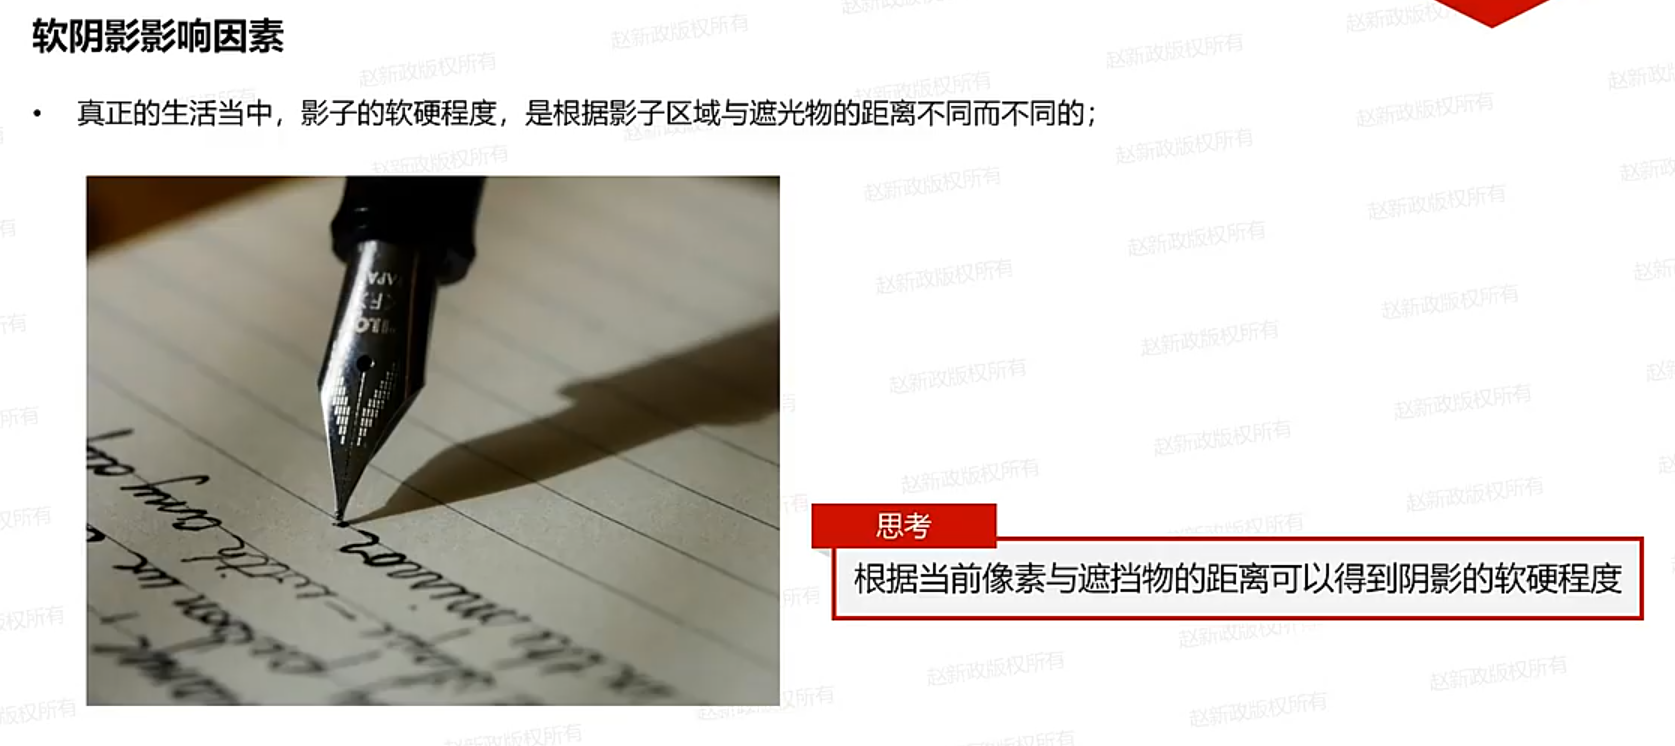 软阴影影响因素
• 真正的生活当中，影子的软硬程度，是根据影子区域与遮光物的距离不同而不同的；
思考
根据当前像素与遮挡物的距离可以得到阴影的软硬程度
赵新政版权所有